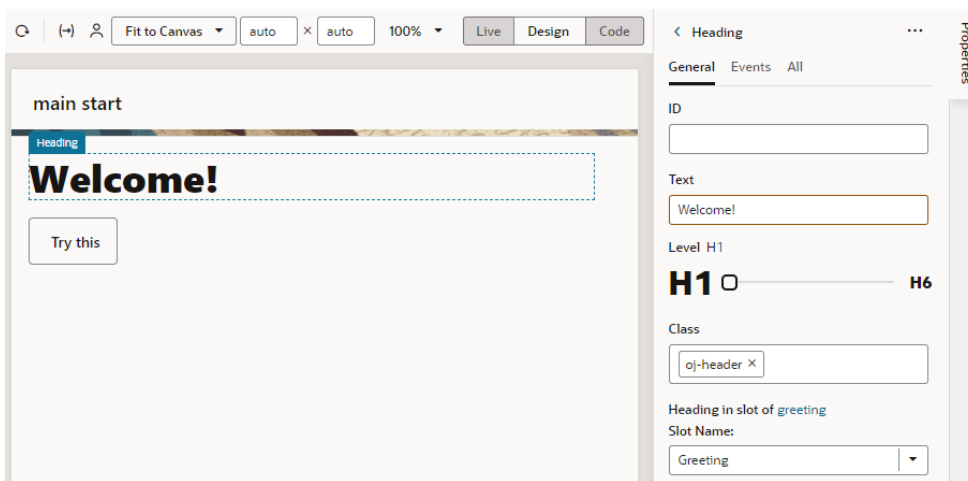 Fit to Canvas auto × auto 100% Live Design Code
main start
Heading
Welcome!
Try this
Heading
General Events All
ID
Text
Welcome!
Level H1
H1 H6
Class
oj-header ×
Heading in slot of greeting
Slot Name:
Greeting
Properties